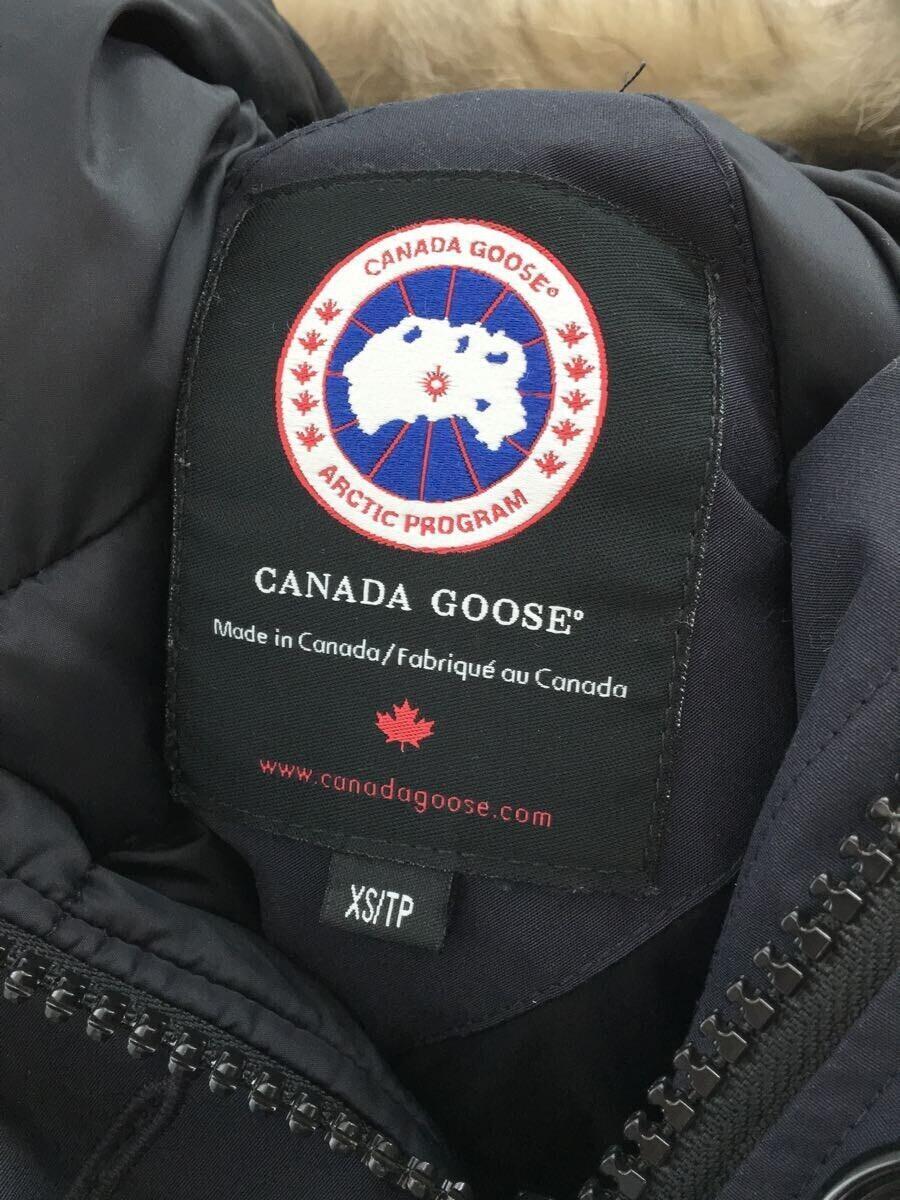 CANADA GOOSE®
ARCTIC PROGRAM
CANADA GOOSE®
Made in Canada/Fabriqué au Canada
www.canadagoose.com
XS/TP